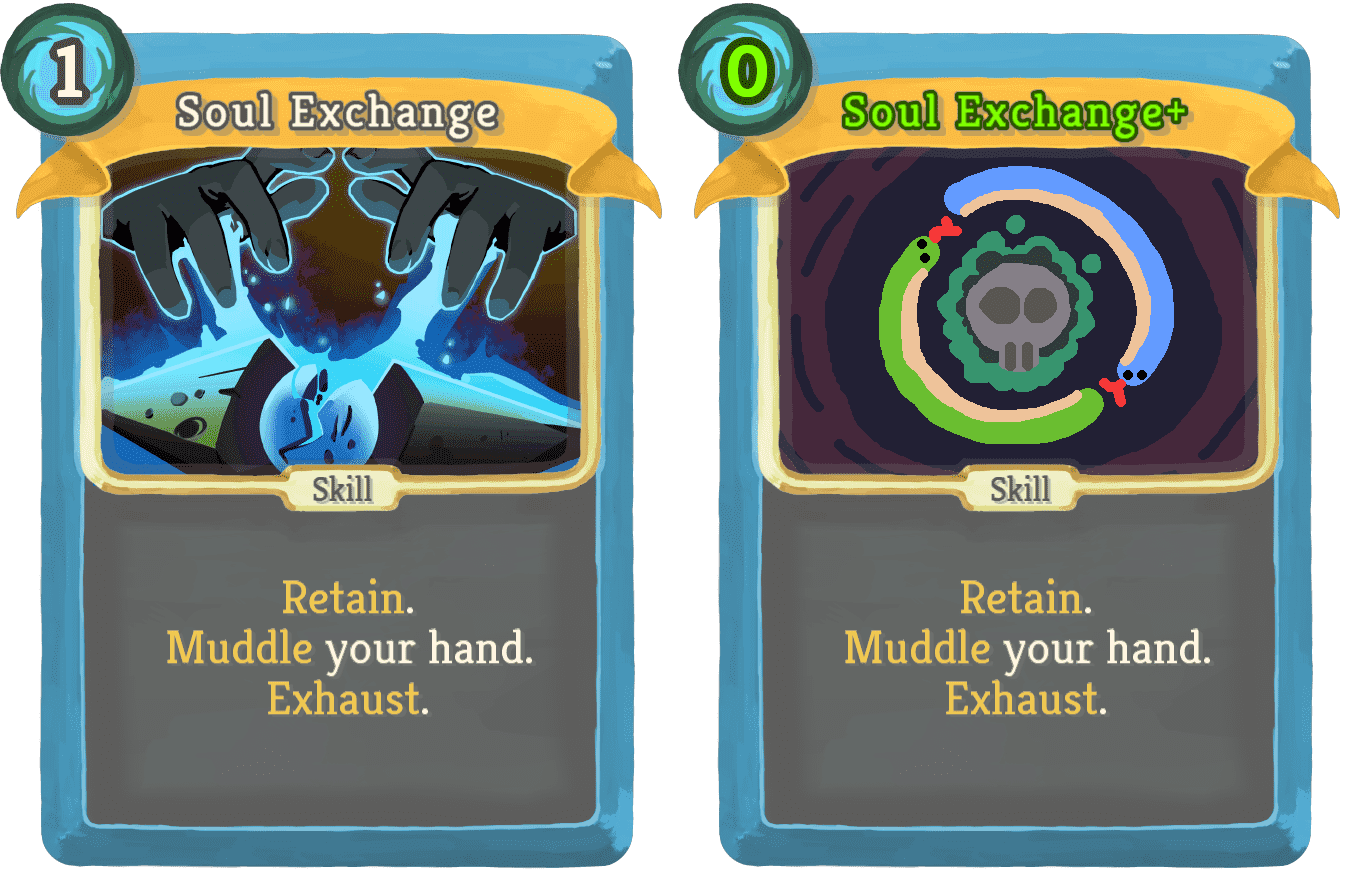 1
Soul Exchange
Skill
Retain.
Muddle your hand.
Exhaust.
0
Soul Exchange+
Skill
Retain.
Muddle your hand.
Exhaust.